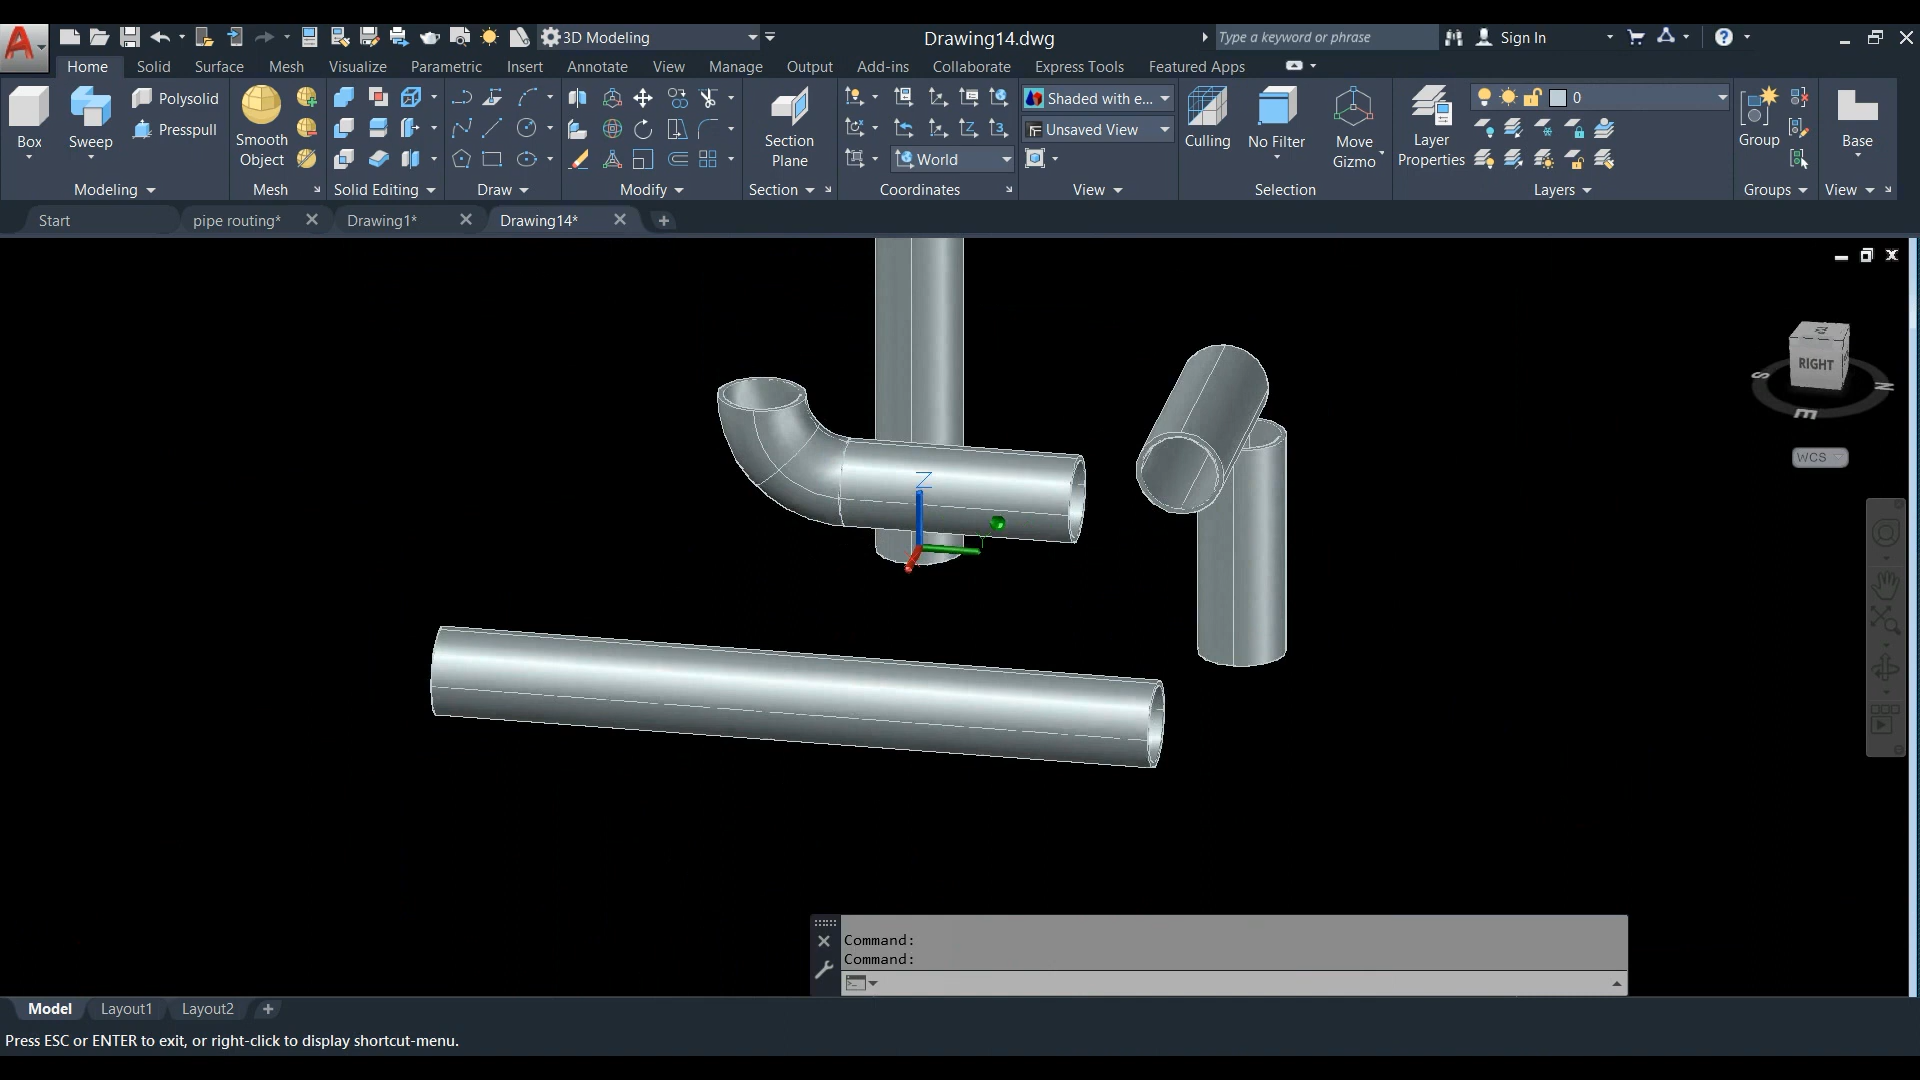 3D Modeling
Drawing14.dwg
Type a keyword or phrase
Sign In
Home Solid Surface Mesh Visualize Parametric Insert Annotate View Manage Output Add-ins Collaborate Express Tools Featured Apps
Box
Sweep
Polysolid
Presspull
Smooth
Object
Section
Plane
World
Shaded with e...
Unsaved View
Culling
No Filter
Move
Gizmo
Layer
Properties
0
Group
Base
Modeling Mesh Solid Editing Draw Modify Section Coordinates View Selection Layers Groups View
Start pipe routing* Drawing1* Drawing14*
RIGHT
S
E
N
WCS
Z
Y
Command:
Command:
Model Layout1 Layout2
Press ESC or ENTER to exit, or right-click to display shortcut-menu.